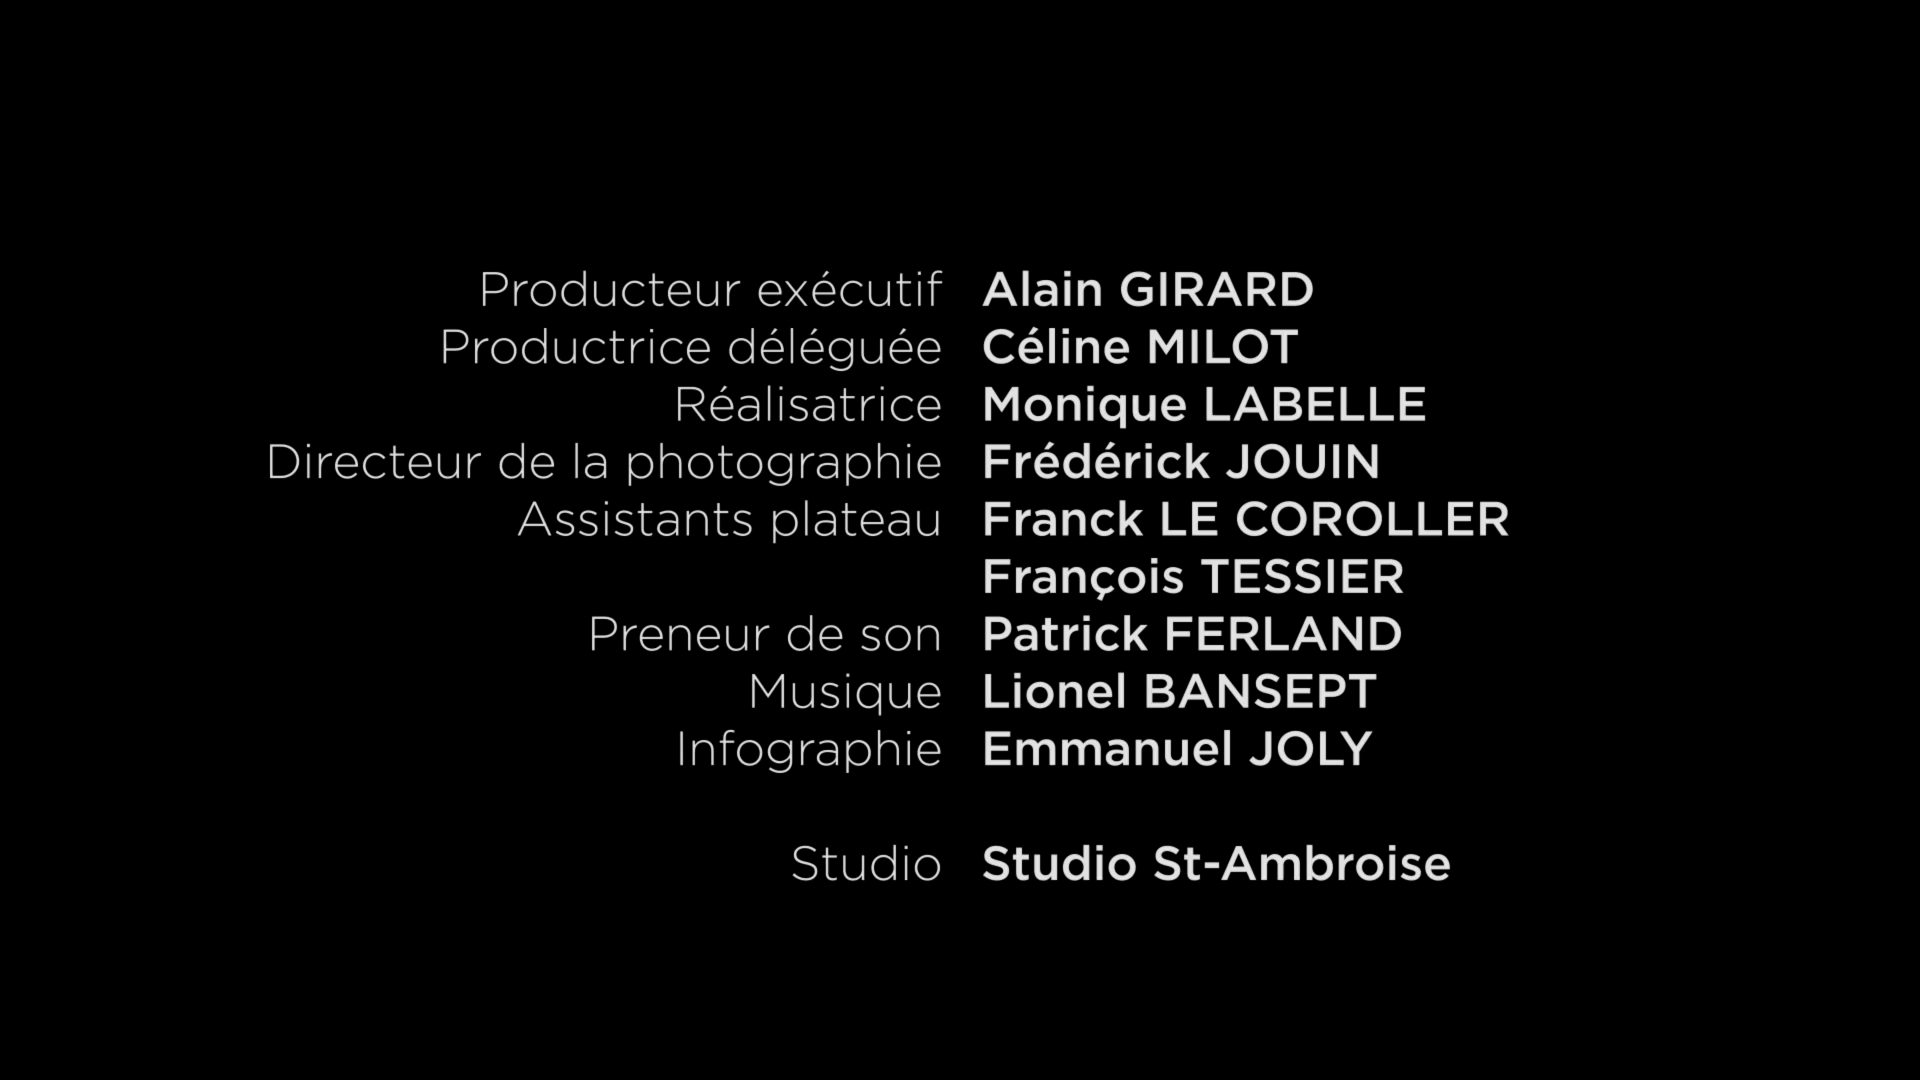 Producteur exécutif Alain GIRARD
Productrice déléguée Céline MILOT
Réalisatrice Monique LABELLE
Directeur de la photographie Frédérick JOUIN
Assistants plateau Franck LE COROLLER
François TESSIER
Preneur de son Patrick FERLAND
Musique Lionel BANSEPT
Infographie Emmanuel JOLY
Studio Studio St-Ambroise